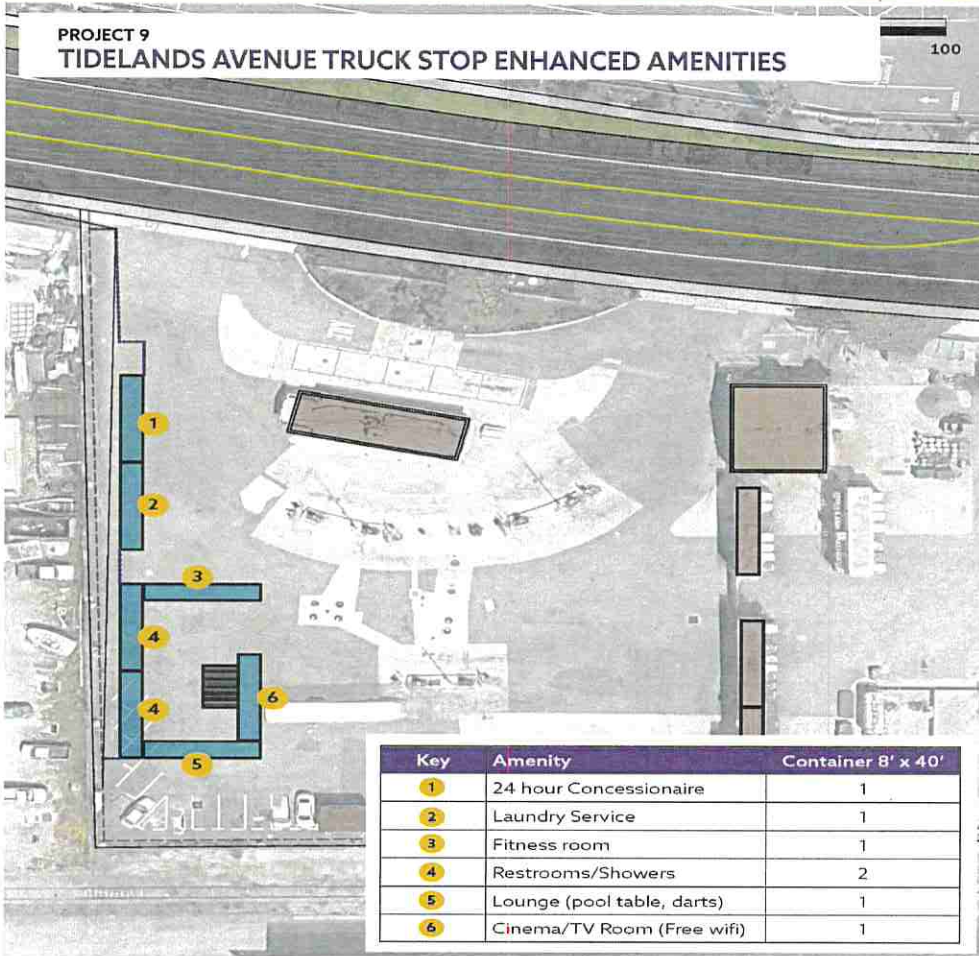 PROJECT 9
TIDELANDS AVENUE TRUCK STOP ENHANCED AMENITIES
100
1
2
3
4
4
6
5
Key Amenity Container 8' x 40'
1 24 hour Concessionaire 1
2 Laundry Service 1
3 Fitness room 1
4 Restrooms/Showers 2
5 Lounge (pool table, darts) 1
6 Cinema/TV Room (Free wifi) 1